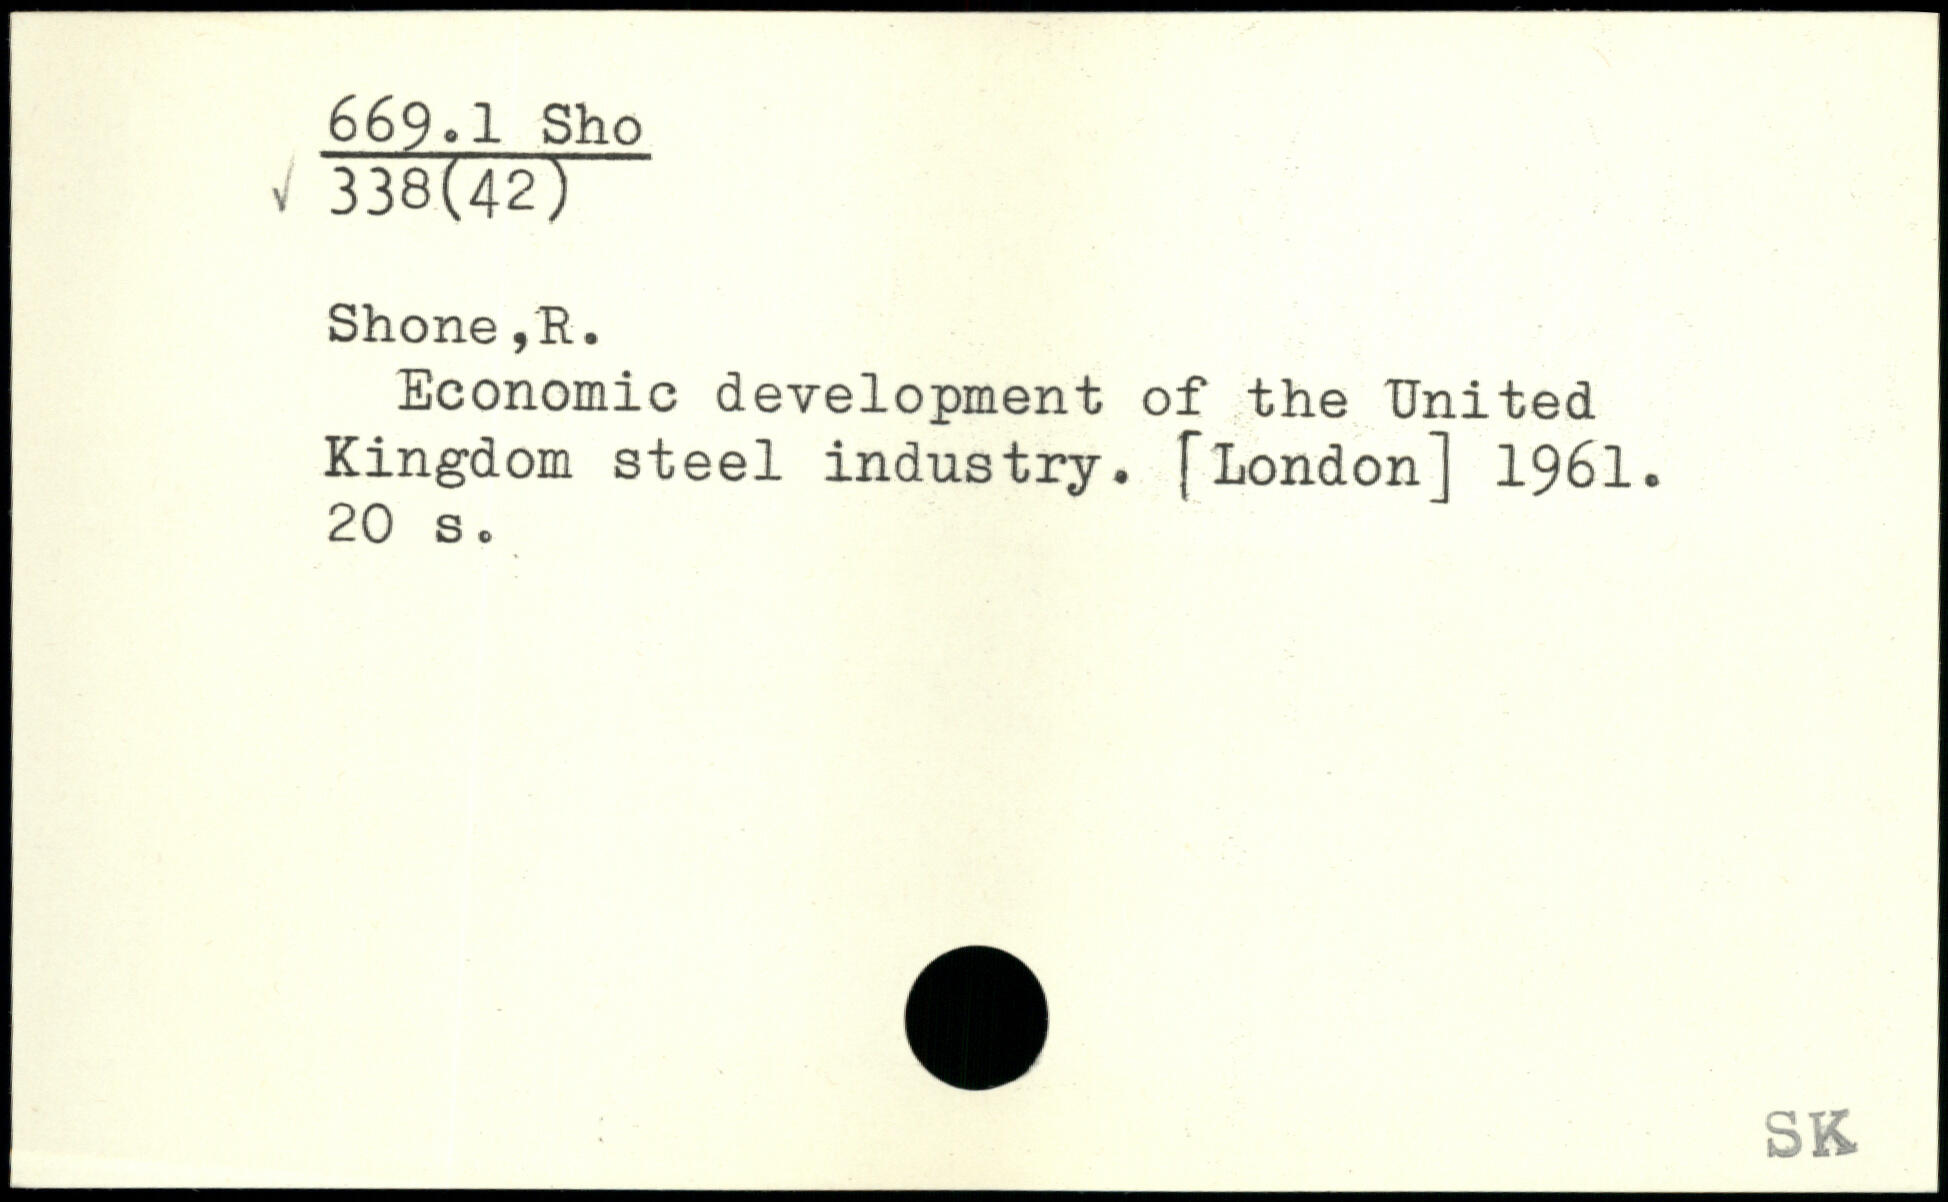 669.1 Sho
√ 338(42)
Shone,R.
Economic development of the United
Kingdom steel industry. [London] 1961.
20 s.
SK